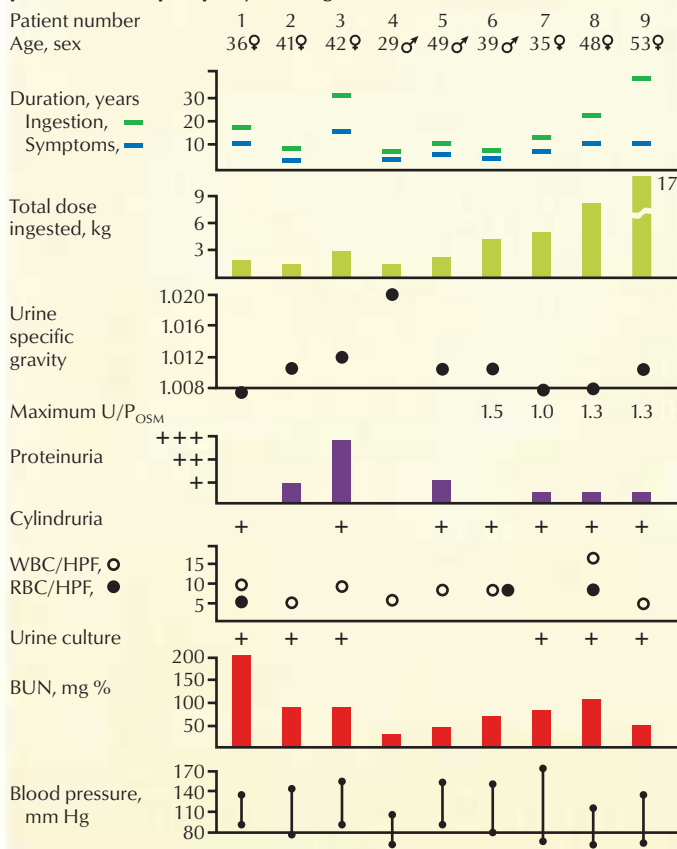 Patient number 1 2 3 4 5 6 7 8 9
Age, sex 36♀ 41♀ 42♀ 29♂ 49♂ 39♂ 35♀ 48♀ 53♀
Duration, years
Ingestion,
Symptoms,
30
20
10
Total dose
ingested, kg
9
6
3
17
Urine
specific
gravity
1.020
1.016
1.012
1.008
Maximum U/POSM 1.5 1.0 1.3 1.3
Proteinuria
+++
++
+
Cylindruria + + + + + + +
WBC/HPF,
RBC/HPF,
15
10
5
Urine culture + + + + + +
BUN, mg %
200
150
100
50
Blood pressure,
mm Hg
170
140
110
80